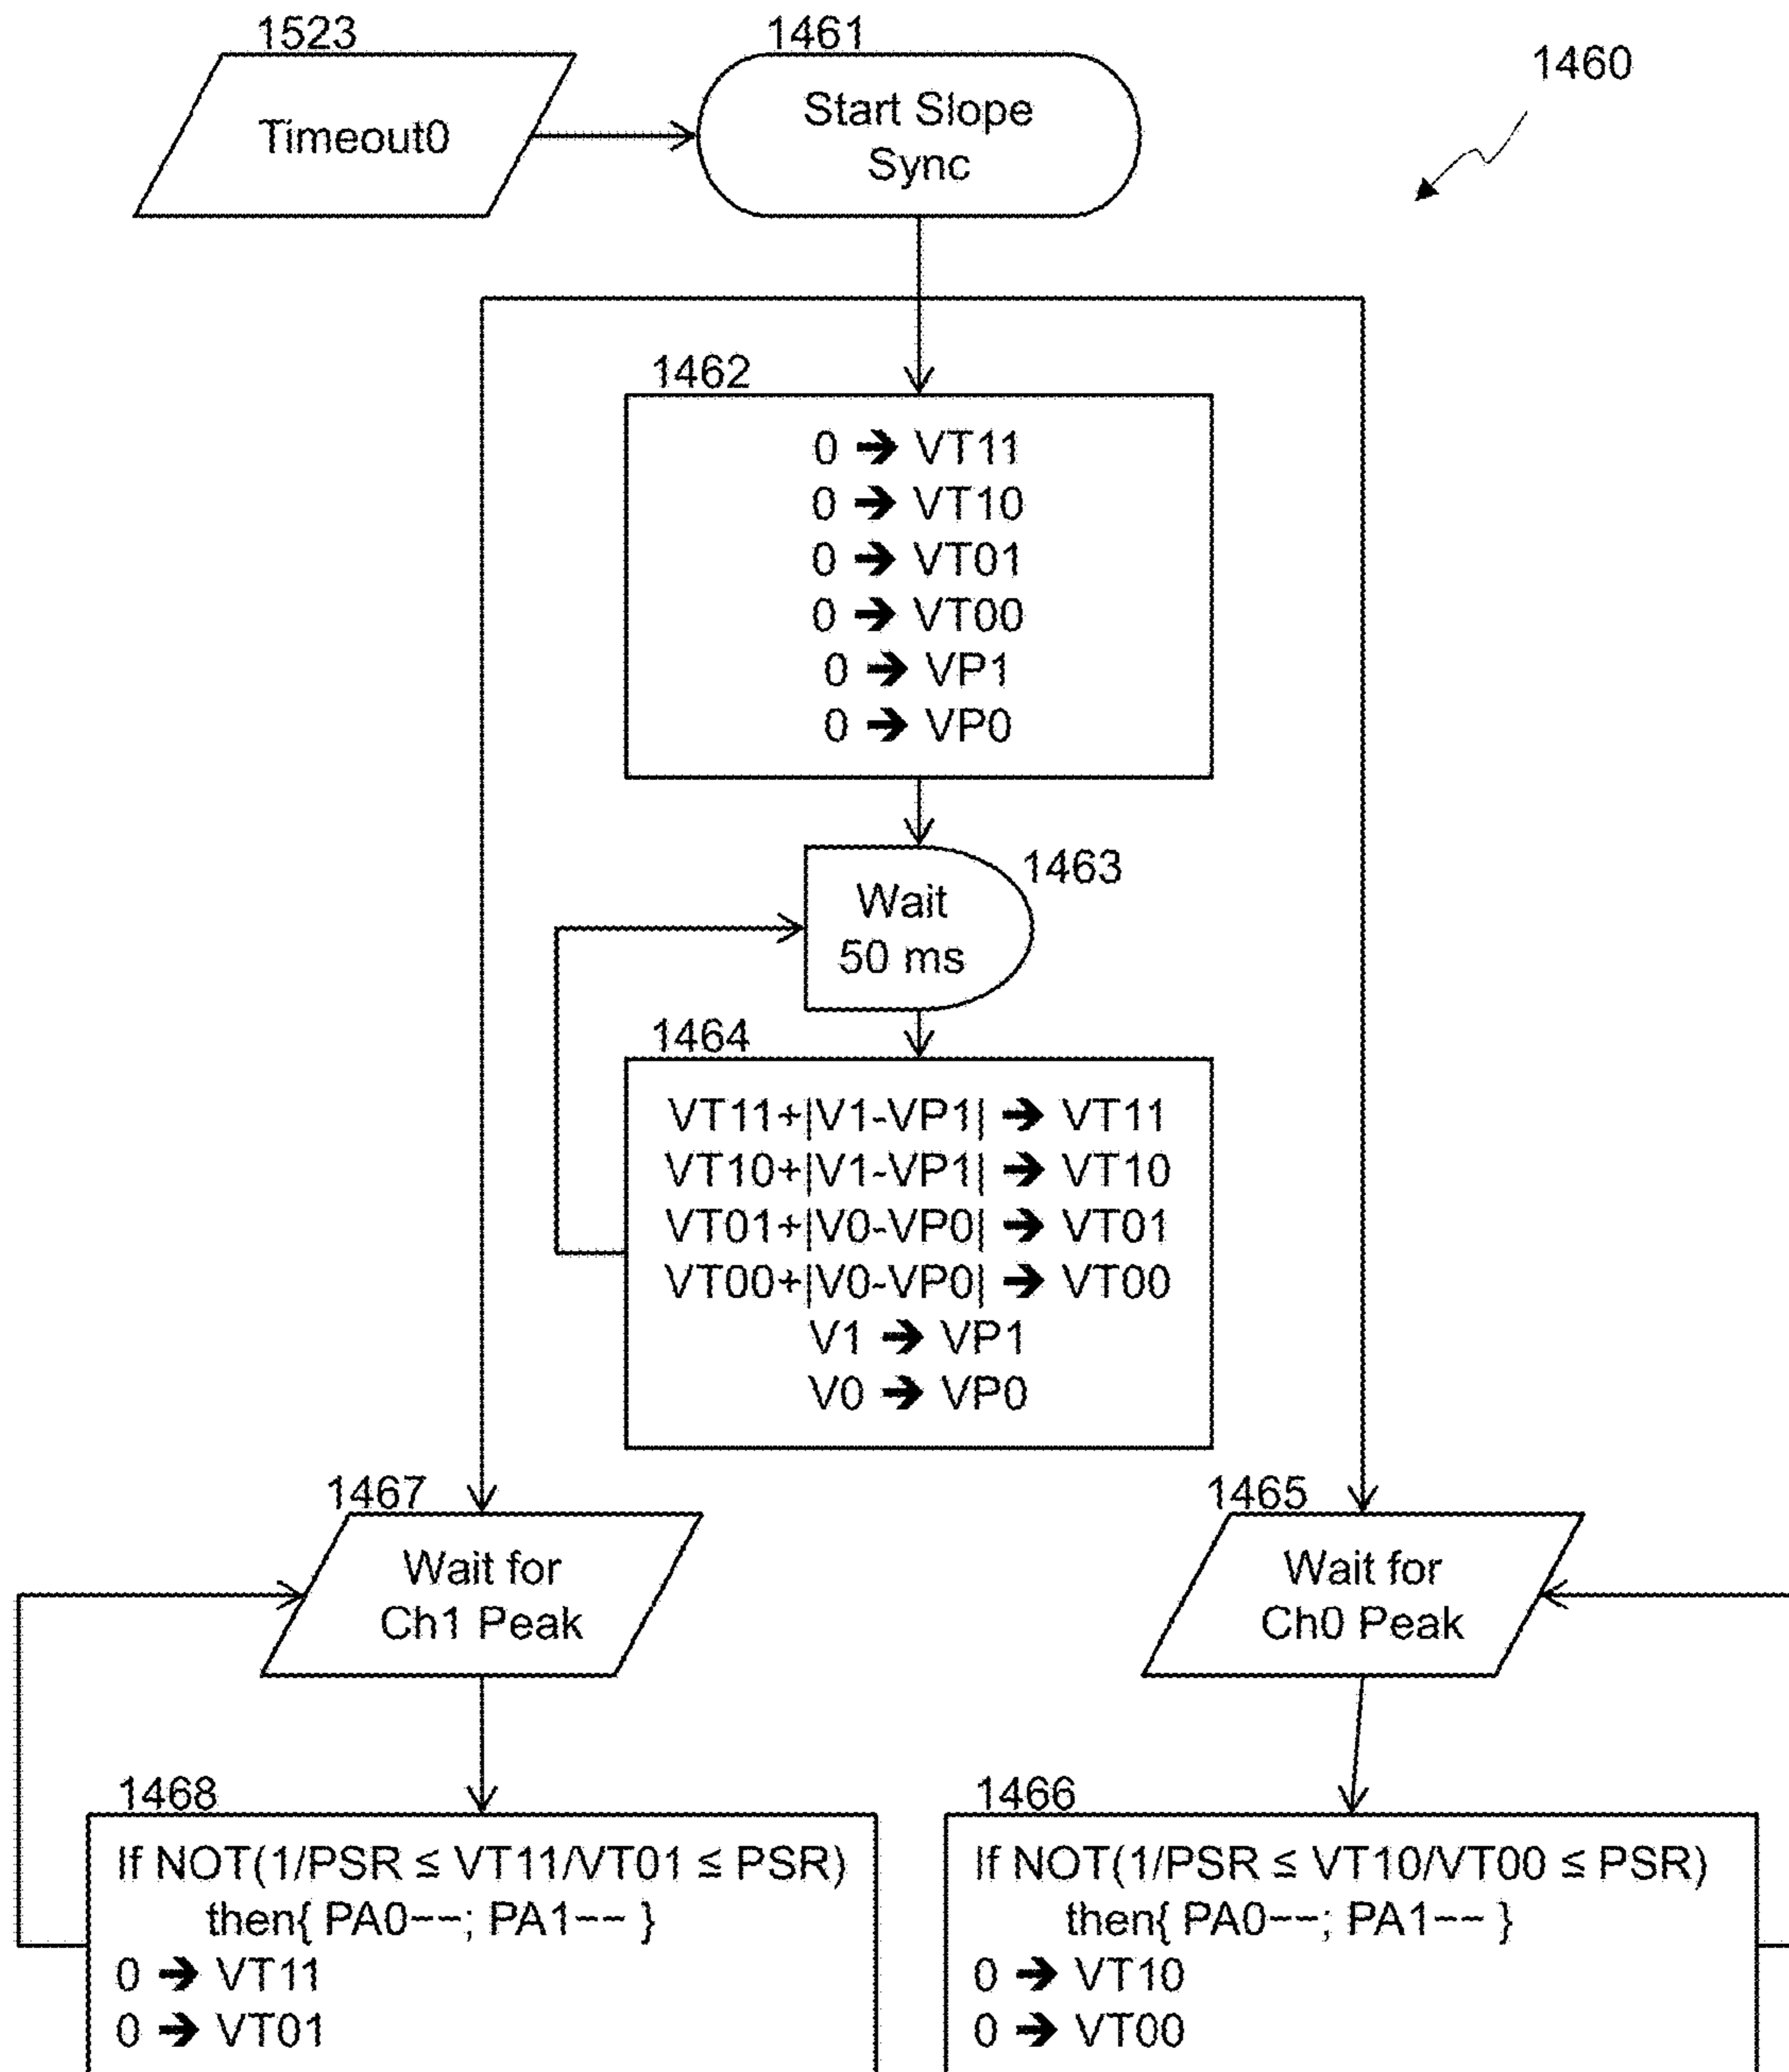 1523
Timeout0
1461
Start Slope
Sync
1460
1462
0 ➔ VT11
0 ➔ VT10
0 ➔ VT01
0 ➔ VT00
0 ➔ VP1
0 ➔ VP0
1463
Wait
50 ms
1464
VT11+|V1-VP1| ➔ VT11
VT10+|V1-VP1| ➔ VT10
VT01+|V0-VP0| ➔ VT01
VT00+|V0-VP0| ➔ VT00
V1 ➔ VP1
V0 ➔ VP0
1467
Wait for
Ch1 Peak
1465
Wait for
Ch0 Peak
1468
If NOT(1/PSR ≤ VT11/VT01 ≤ PSR)
then{ PA0--; PA1-- }
0 ➔ VT11
0 ➔ VT01
1466
If NOT(1/PSR ≤ VT10/VT00 ≤ PSR)
then{ PA0--; PA1-- }
0 ➔ VT10
0 ➔ VT00